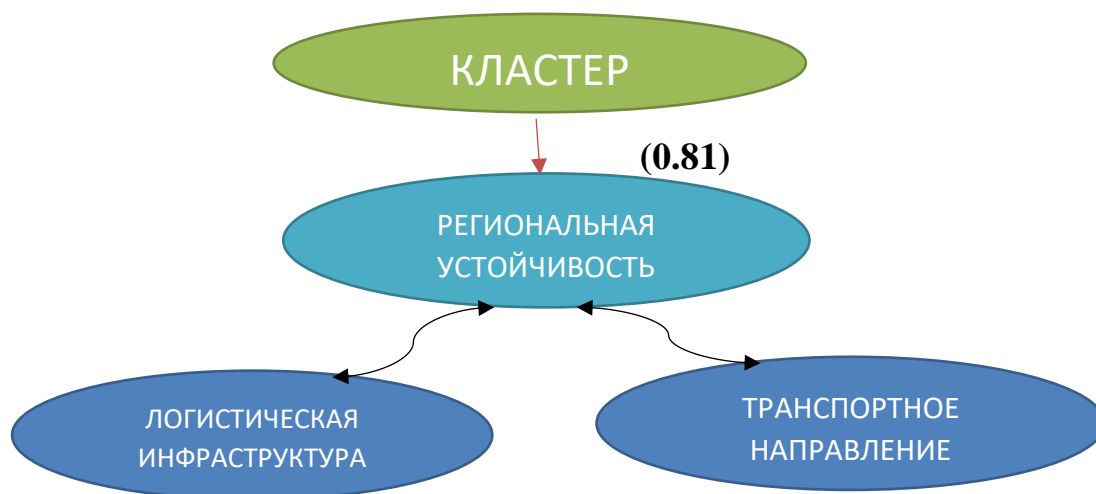 КЛАСТЕР
(0.81)
РЕГИОНАЛЬНАЯ
УСТОЙЧИВОСТЬ
ЛОГИСТИЧЕСКАЯ
ИНФРАСТРУКТУРА
ТРАНСПОРТНОЕ
НАПРАВЛЕНИЕ